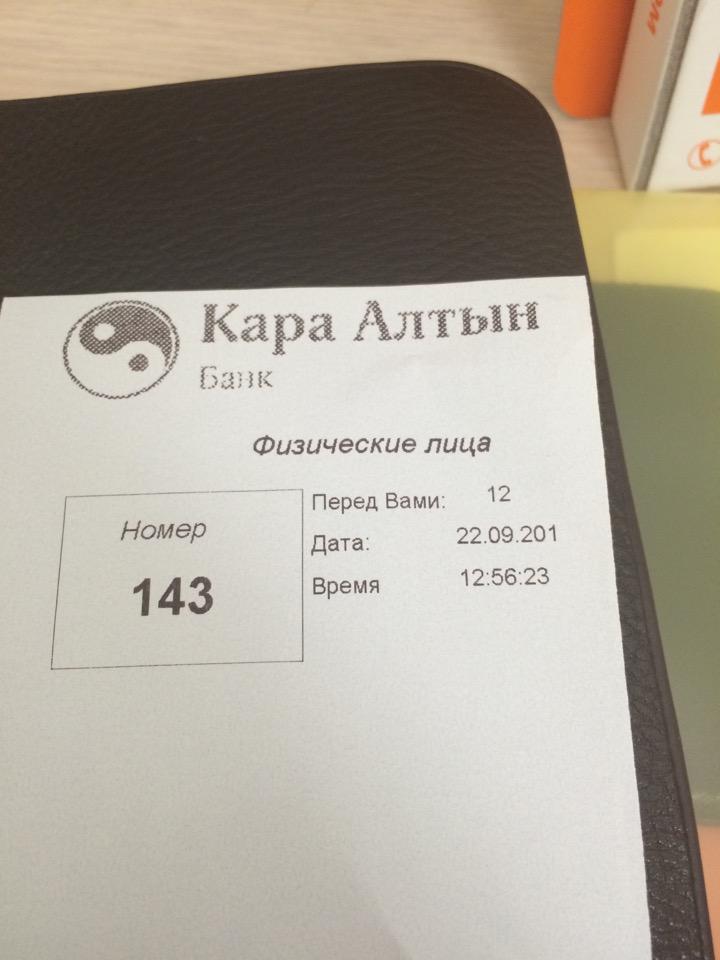 Кара Алтын
Банк
Физические лица
Номер
143
Перед Вами: 12
Дата: 22.09.201
Время 12:56:23